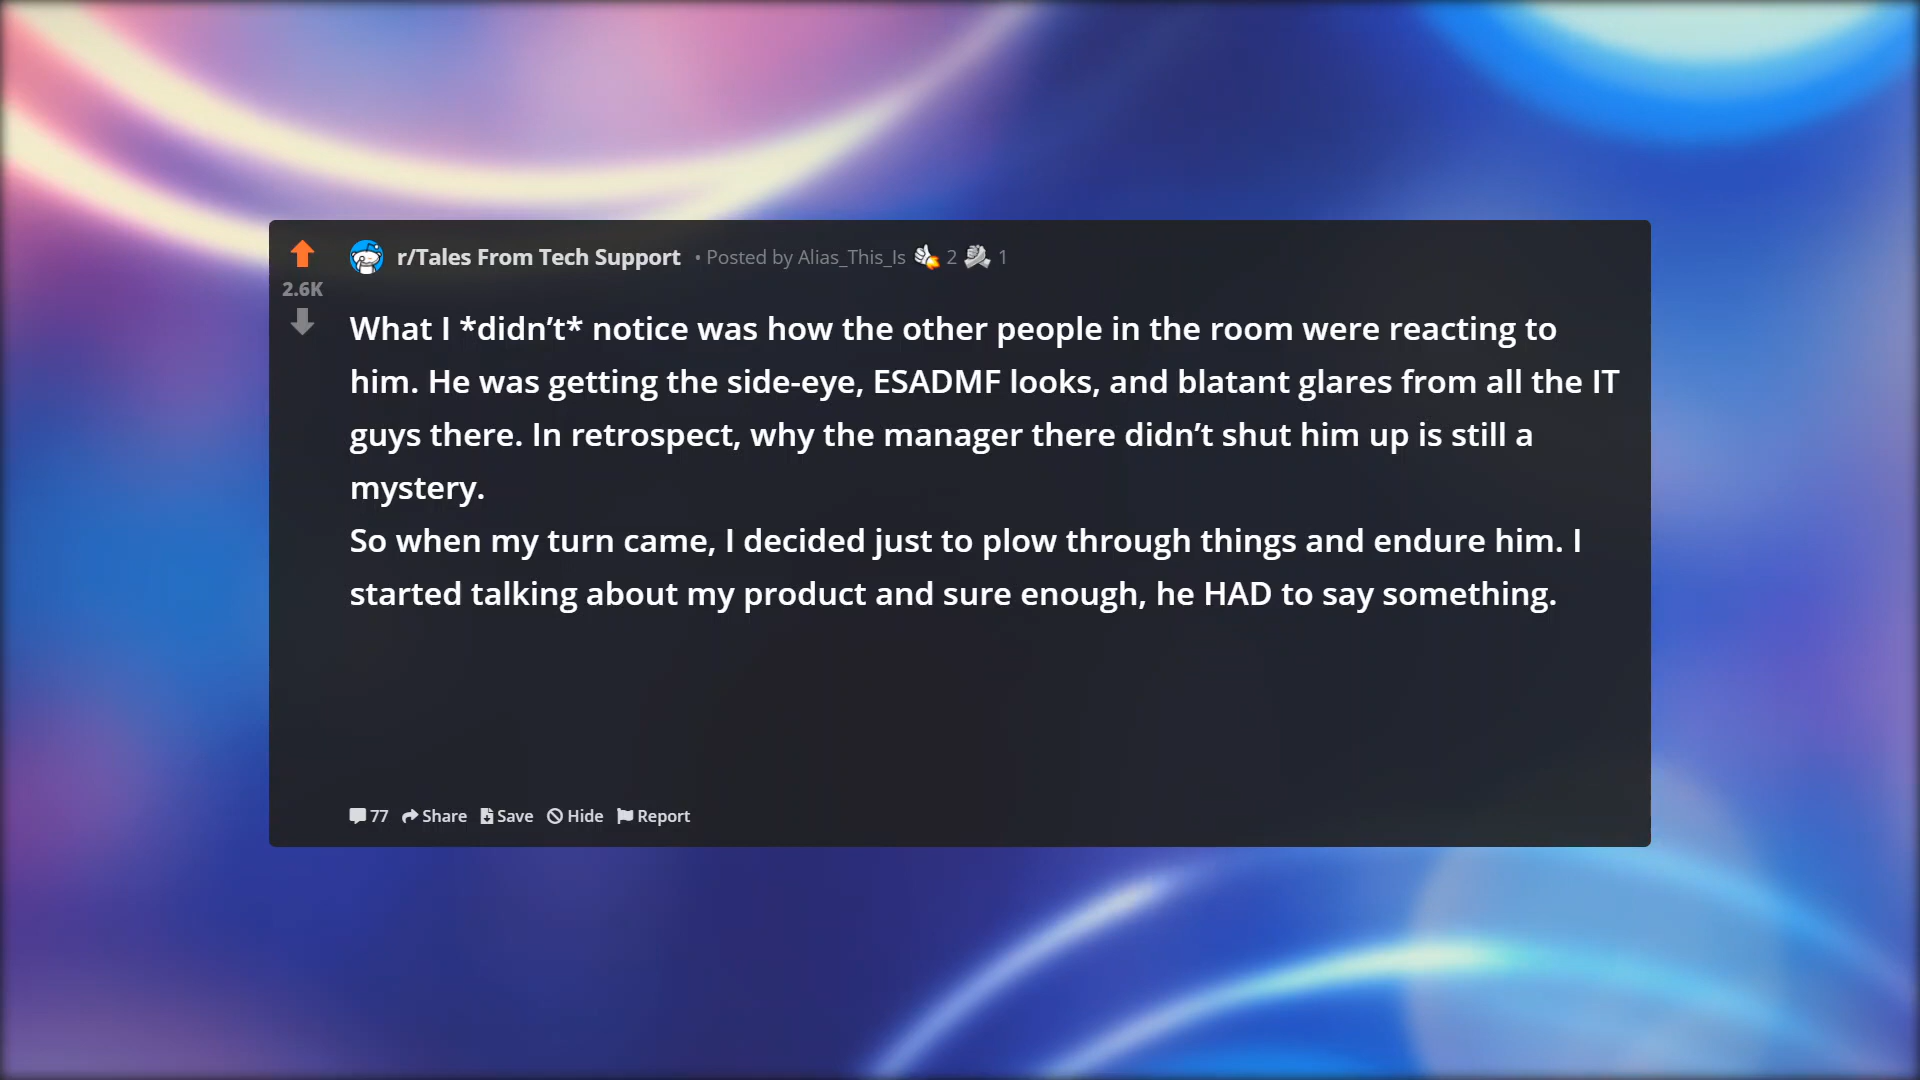 r/Tales From Tech Support • Posted by Alias_This_Is 2 1
2.6K
What I *didn’t* notice was how the other people in the room were reacting to
him. He was getting the side-eye, ESADMF looks, and blatant glares from all the IT
guys there. In retrospect, why the manager there didn’t shut him up is still a
mystery.
So when my turn came, I decided just to plow through things and endure him. I
started talking about my product and sure enough, he HAD to say something.
77 Share Save Hide Report